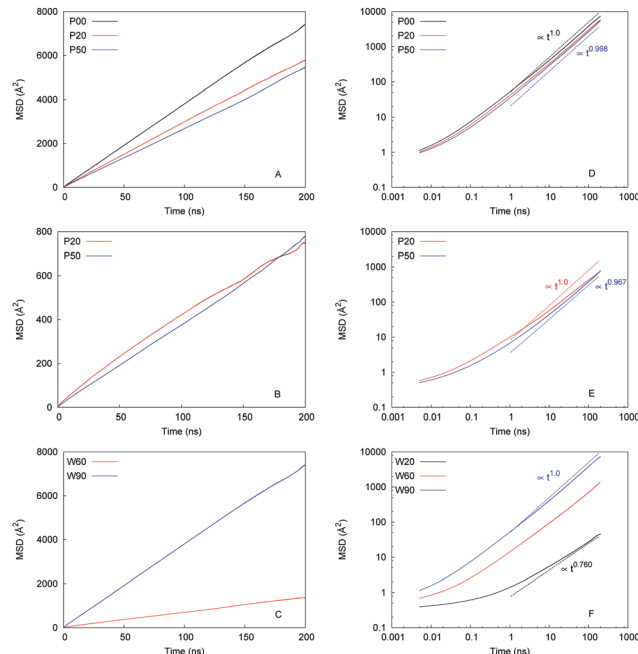 P00
P20
P50
MSD (Å²)
8000
6000
4000
2000
0
0 50 100 150 200
A
Time (ns)
P00
P20
P50
MSD (Å²)
10000
1000
100
10
1
0.1
∝ t^1.0
∝ t^0.998
D
0.001 0.01 0.1 1 10 100 1000
Time (ns)
P20
P50
MSD (Å²)
800
600
400
200
0
B
0 50 100 150 200
Time (ns)
P20
P50
MSD (Å²)
10000
1000
100
10
1
0.1
∝ t^1.0
∝ t^0.967
E
0.001 0.01 0.1 1 10 100 1000
Time (ns)
W60
W90
MSD (Å²)
8000
6000
4000
2000
0
C
0 50 100 150 200
Time (ns)
W20
W60
W90
MSD (Å²)
10000
1000
100
10
1
0.1
∝ t^1.0
∝ t^0.760
F
0.001 0.01 0.1 1 10 100 1000
Time (ns)